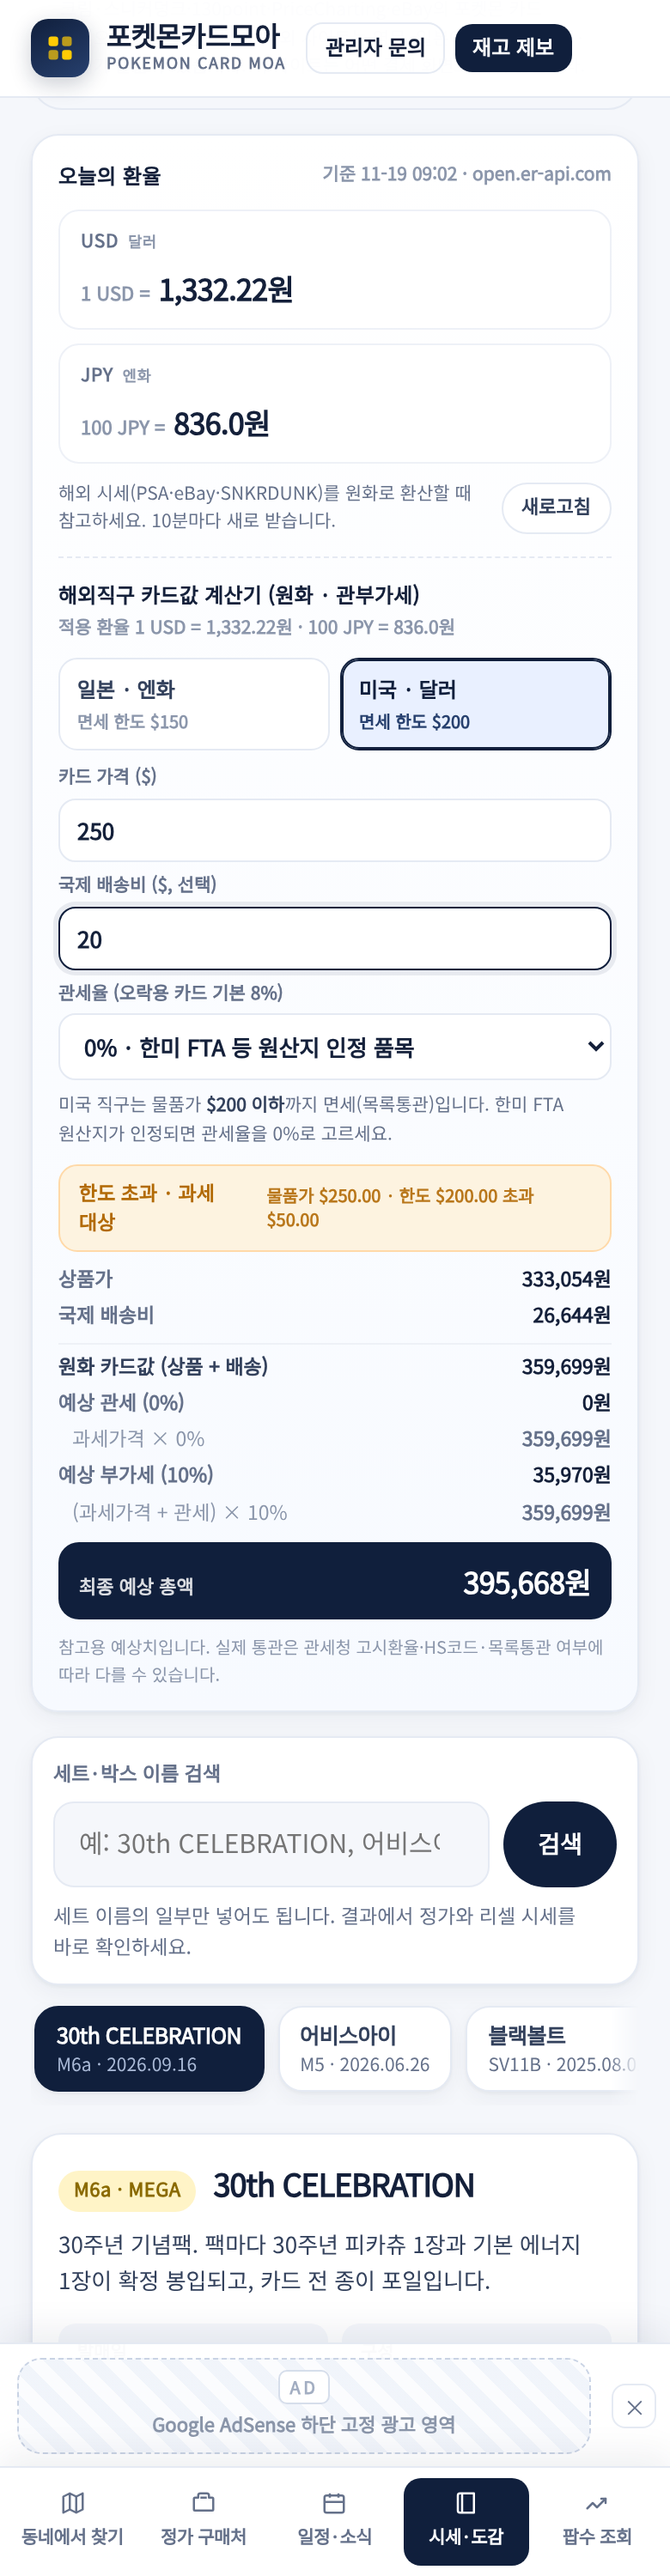 포켓몬카드모아
POKEMON CARD MOA
관리자 문의
재고 제보
오늘의 환율
기준 11-19 09:02 · open.er-api.com
USD 달러
1 USD = 1,332.22원
JPY 엔화
100 JPY = 836.0원
해외 시세(PSA·eBay·SNKRDUNK)를 원화로 환산할 때
참고하세요. 10분마다 새로 받습니다.
새로고침
해외직구 카드값 계산기 (원화 · 관부가세)
적용 환율 1 USD = 1,332.22원 · 100 JPY = 836.0원
일본 · 엔화
면세 한도 $150
미국 · 달러
면세 한도 $200
카드 가격 ($)
250
국제 배송비 ($, 선택)
20
관세율 (오락용 카드 기본 8%)
0% · 한미 FTA 등 원산지 인정 품목
미국 직구는 물품가 $200 이하까지 면세(목록통관)입니다. 한미 FTA
원산지가 인정되면 관세율을 0%로 고르세요.
한도 초과 · 과세
대상
물품가 $250.00 · 한도 $200.00 초과
$50.00
상품가 333,054원
국제 배송비 26,644원
원화 카드값 (상품 + 배송) 359,699원
예상 관세 (0%) 0원
과세가격 × 0% 359,699원
예상 부가세 (10%) 35,970원
(과세가격 + 관세) × 10% 359,699원
최종 예상 총액 395,668원
참고용 예상치입니다. 실제 통관은 관세청 고시환율·HS코드·목록통관 여부에
따라 다를 수 있습니다.
세트·박스 이름 검색
예: 30th CELEBRATION, 어비스
검색
세트 이름의 일부만 넣어도 됩니다. 결과에서 정가와 리셀 시세를
바로 확인하세요.
30th CELEBRATION
M6a · 2026.09.16
어비스아이
M5 · 2026.06.26
블랙볼트
SV11B · 2025.08.0
M6a · MEGA
30th CELEBRATION
30주년 기념팩. 팩마다 30주년 피카츄 1장과 기본 에너지
1장이 확정 봉입되고, 카드 전 종이 포일입니다.
AD
Google AdSense 하단 고정 광고 영역
동네에서 찾기
정가 구매처
일정·소식
시세·도감
팝수 조회